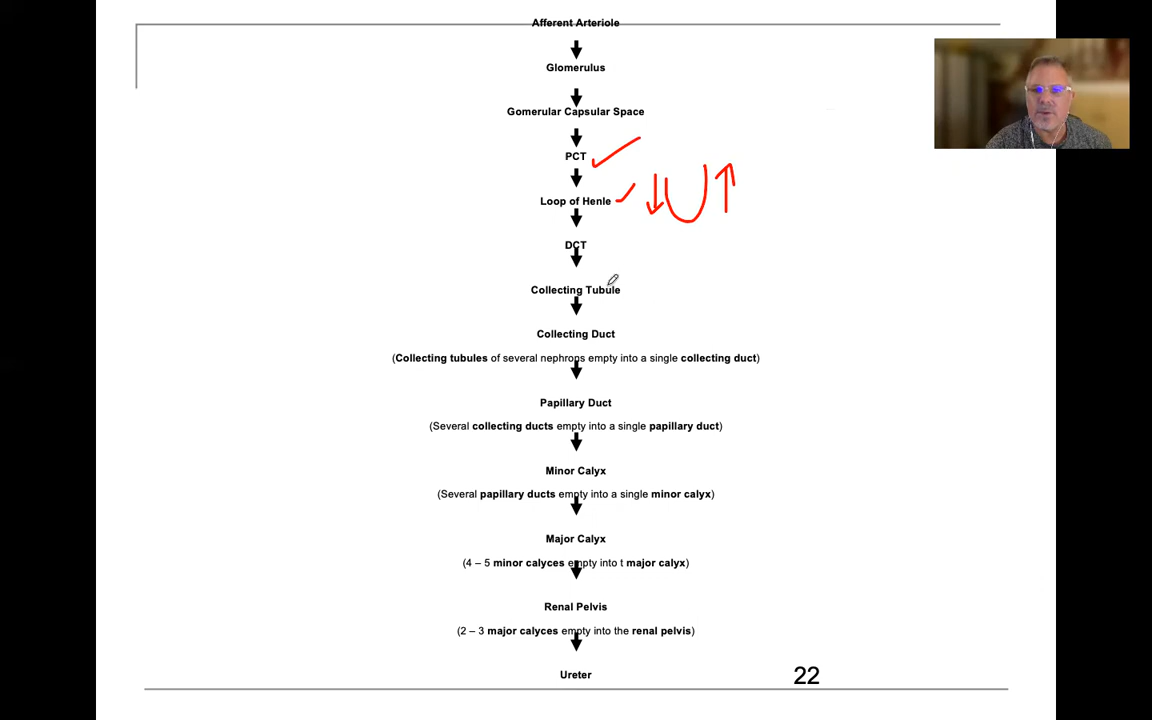 Afferent Arteriole
Glomerulus
Gomerular Capsular Space
PCT
Loop of Henle
DCT
Collecting Tubule
Collecting Duct
(Collecting tubules of several nephrons empty into a single collecting duct)
Papillary Duct
(Several collecting ducts empty into a single papillary duct)
Minor Calyx
(Several papillary ducts empty into a single minor calyx)
Major Calyx
(4 – 5 minor calyces empty into t major calyx)
Renal Pelvis
(2 – 3 major calyces empty into the renal pelvis)
Ureter
22